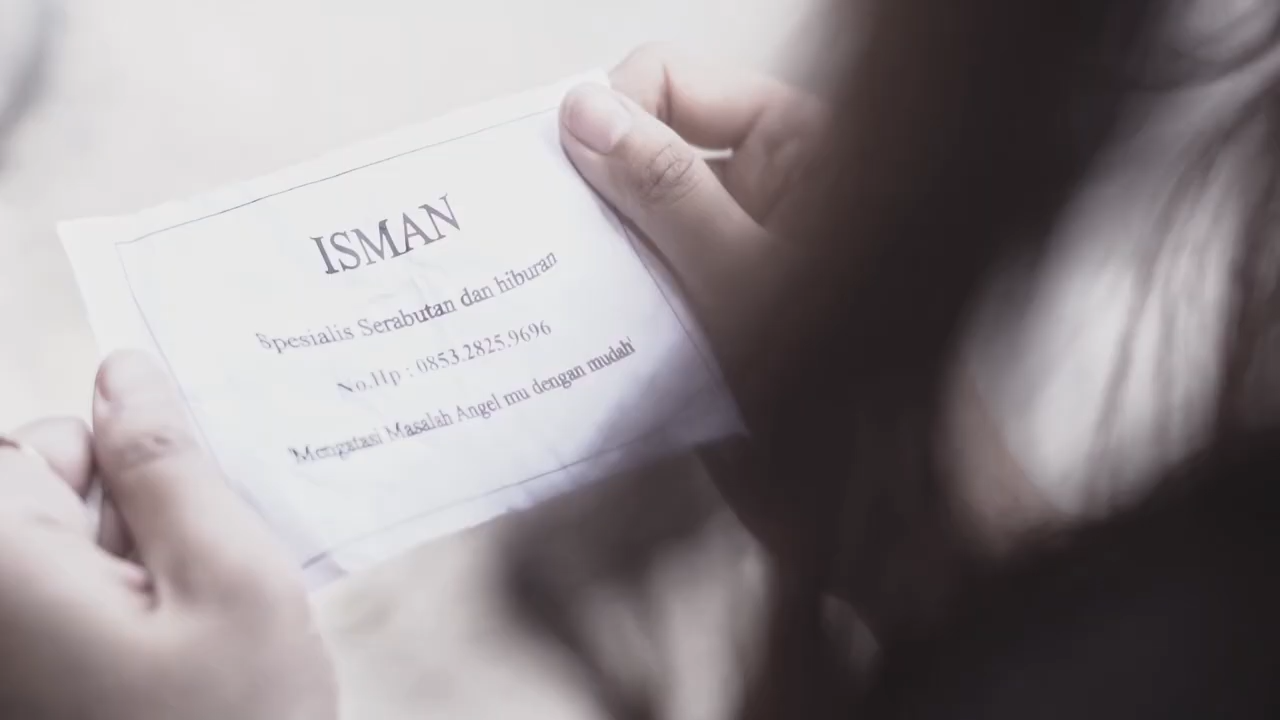 ISMAN
Spesialis Serabutan dan hiburan
No.Hp : 0853.2825.9696
'Mengatasi Masalah Angel mu dengan mudah'